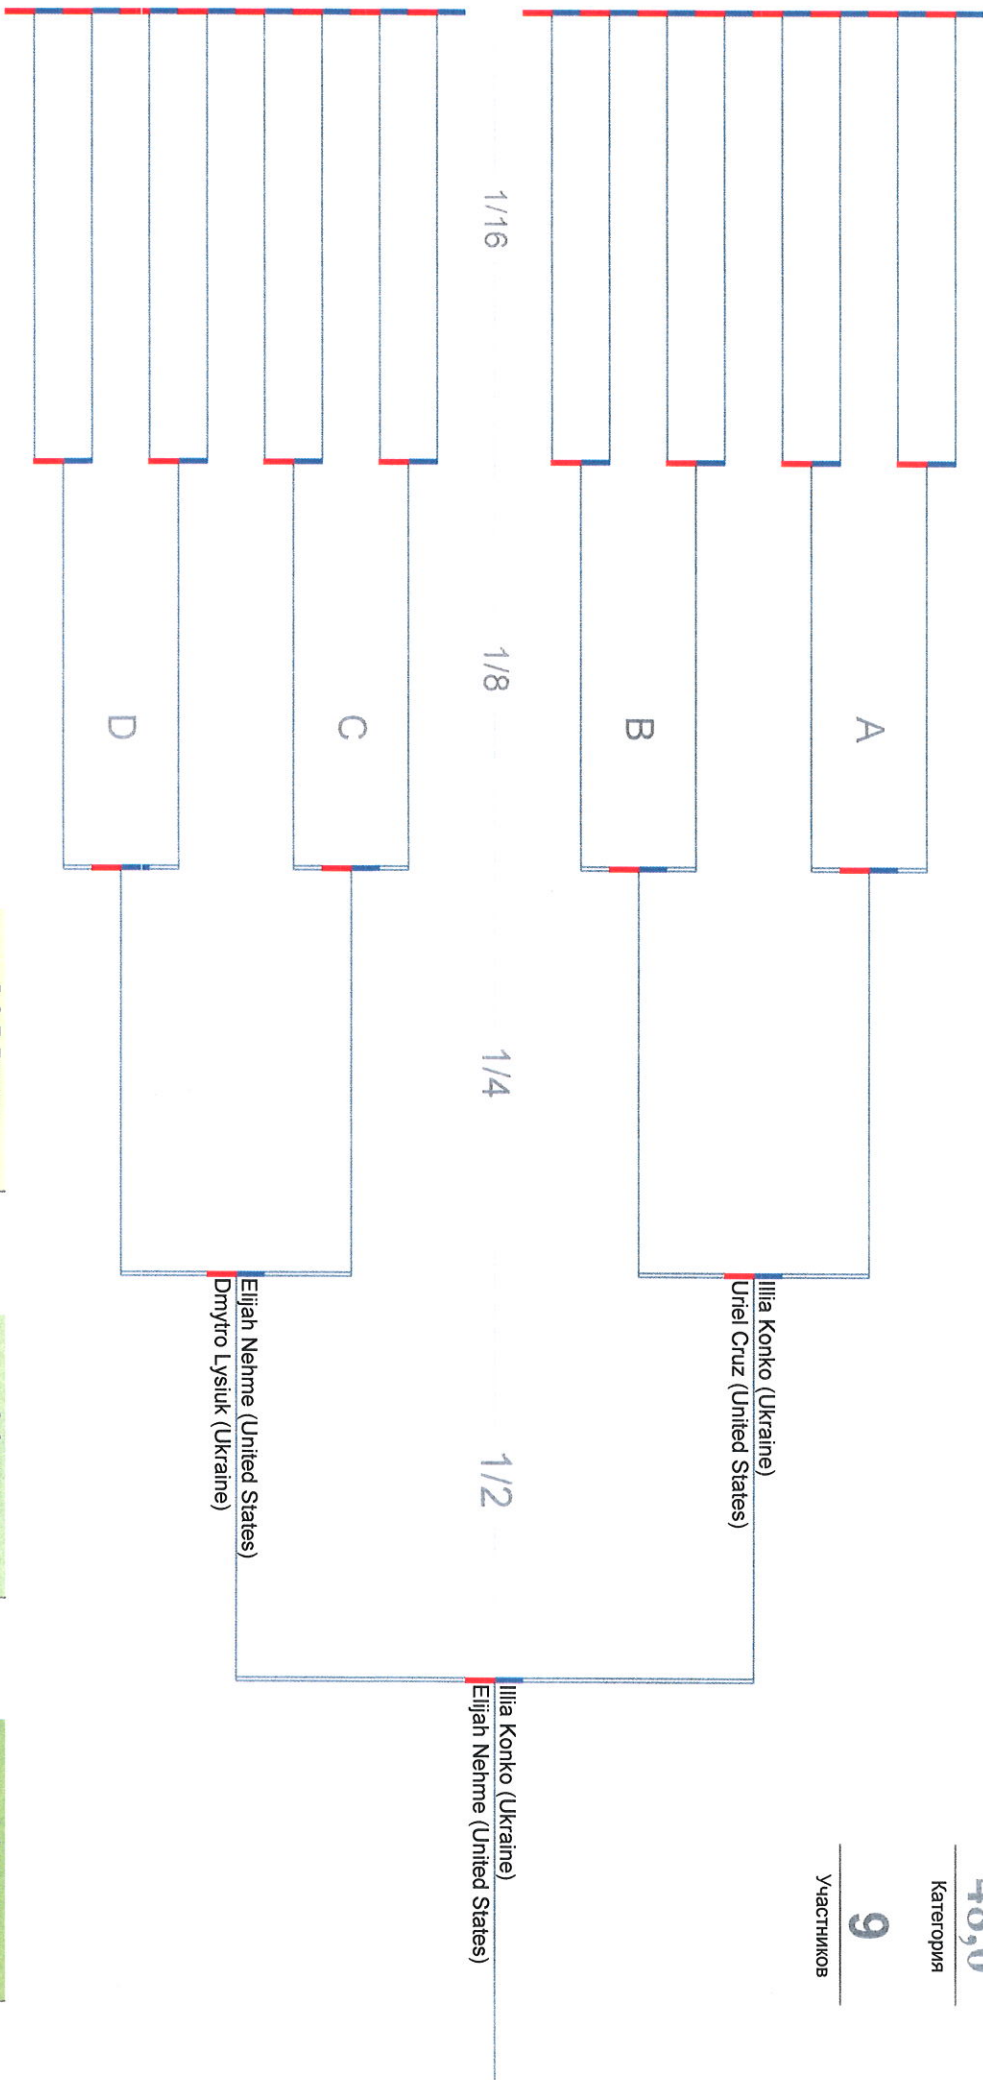 Категория
9
Участников
A
Illia Konko (Ukraine)
Uriel Cruz (United States)
B
1/16
1/8
1/4
1/2
Illia Konko (Ukraine)
Elijah Nehme (United States)
C
Elijah Nehme (United States)
Dmytro Lysiuk (Ukraine)
D